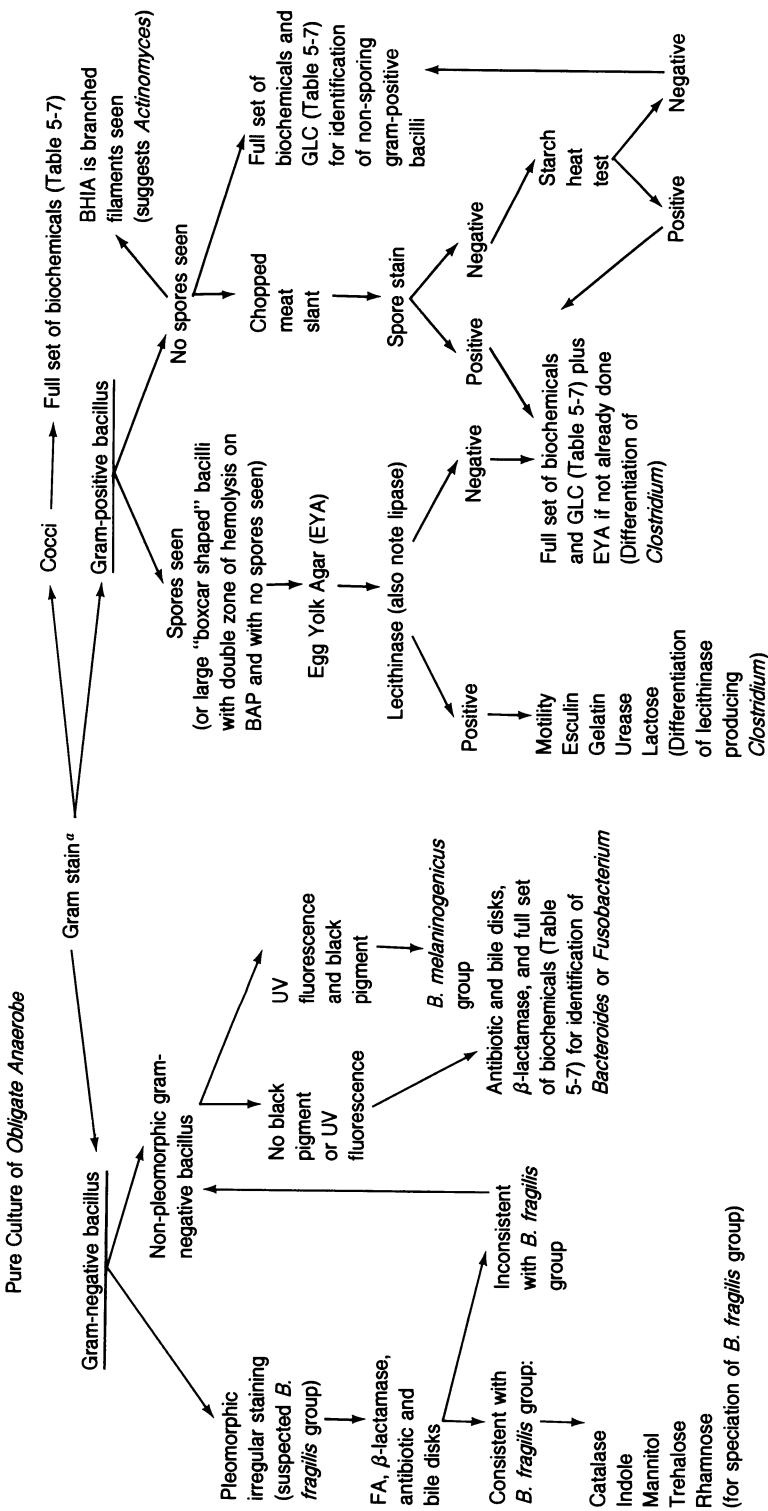 Pure Culture of Obligate Anaerobe
Gram stain^a
Gram-negative bacillus
Pleomorphic
irregular staining
(suspected B.
fragilis group)
FA, β-lactamase,
antibiotic and
bile disks
Consistent with
B. fragilis group:
Catalase
Indole
Mannitol
Trehalose
Rhamnose
(for speciation of B. fragilis group)
Inconsistent
with B. fragilis
group
Non-pleomorphic gram-
negative bacillus
No black
pigment
or UV
fluorescence
Antibiotic and bile disks,
β-lactamase, and full set
of biochemicals (Table
5-7) for identification of
Bacteroides or Fusobacterium
UV
fluorescence
and black
pigment
B. melaninogenicus
group
Cocci
Full set of biochemicals (Table 5-7)
Gram-positive bacillus
Spores seen
(or large "boxcar shaped" bacilli
with double zone of hemolysis on
BAP and with no spores seen)
Egg Yolk Agar (EYA)
Lecithinase (also note lipase)
Positive
Motility
Esculin
Gelatin
Urease
Lactose
(Differentiation
of lecithinase
producing
Clostridium)
Negative
Full set of biochemicals
and GLC (Table 5-7) plus
EYA if not already done
(Differentiation of
Clostridium)
No spores seen
BHIA is branched
filaments seen
(suggests Actinomyces)
Chopped
meat
slant
Spore stain
Positive
Negative
Starch
heat
test
Positive
Negative
Full set of
biochemicals and
GLC (Table 5-7)
for identification
of non-sporing
gram-positive
bacilli